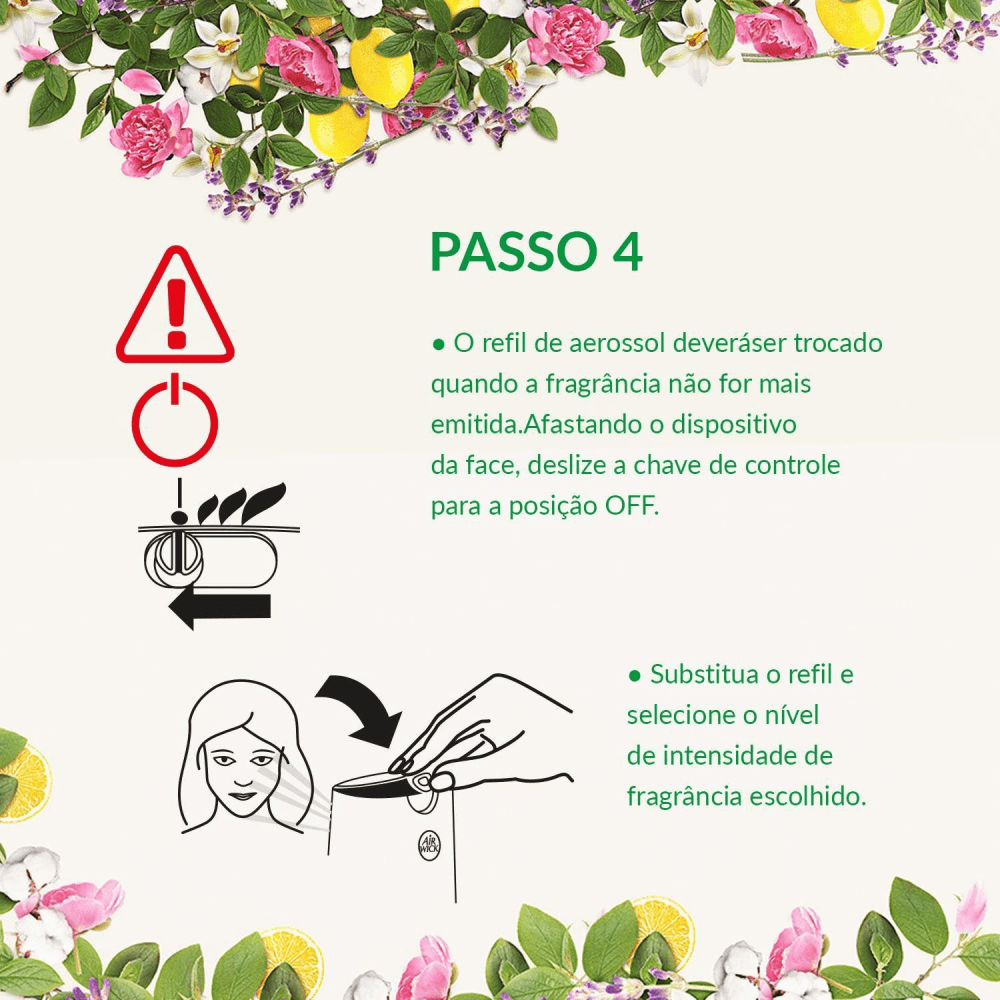 PASSO 4
● O refil de aerossol deveráser trocado
quando a fragrância não for mais
emitida.Afastando o dispositivo
da face, deslize a chave de controle
para a posição OFF.
● Substitua o refil e
selecione o nível
de intensidade de
fragrância escolhido.
AiR
WICK